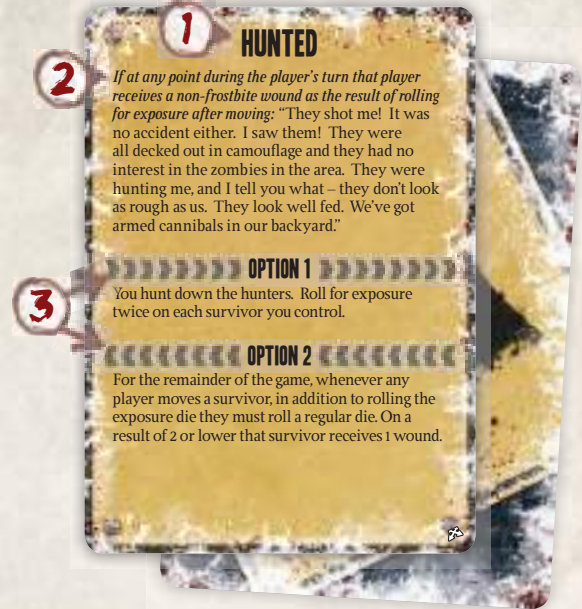 1
HUNTED
2
If at any point during the player's turn that player
receives a non-frostbite wound as the result of rolling
for exposure after moving: “They shot me!  It was
no accident either.  I saw them!  They were
all decked out in camouflage and they had no
interest in the zombies in the area.  They were
hunting me, and I tell you what – they don't look
as rough as us.  They look well fed.  We've got
armed cannibals in our backyard.”
3
OPTION 1
You hunt down the hunters.  Roll for exposure
twice on each survivor you control.
OPTION 2
For the remainder of the game, whenever any
player moves a survivor, in addition to rolling the
exposure die they must roll a regular die. On a
result of 2 or lower that survivor receives 1 wound.